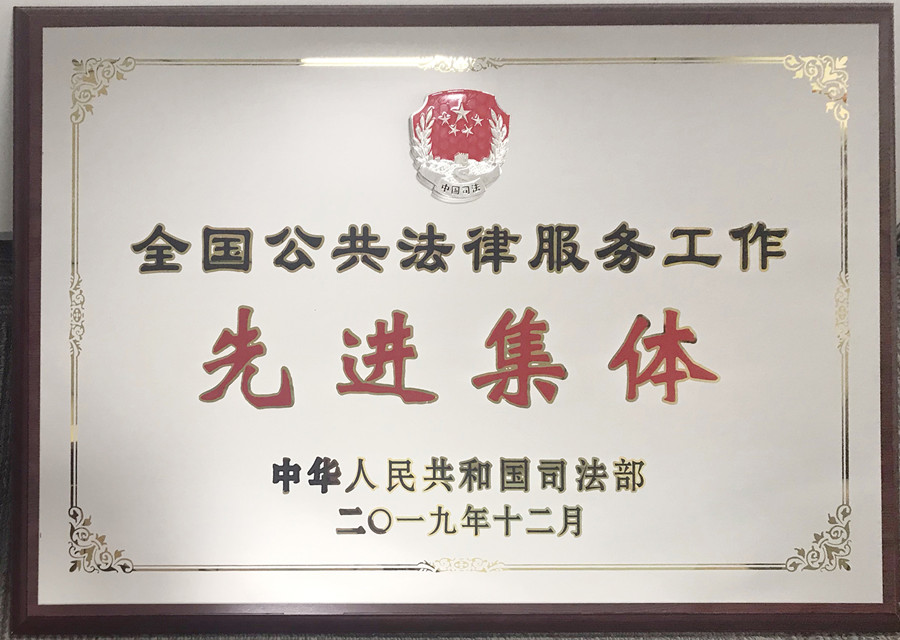 中国司法
全国公共法律服务工作
先进集体
中华人民共和国司法部
二〇一九年十二月